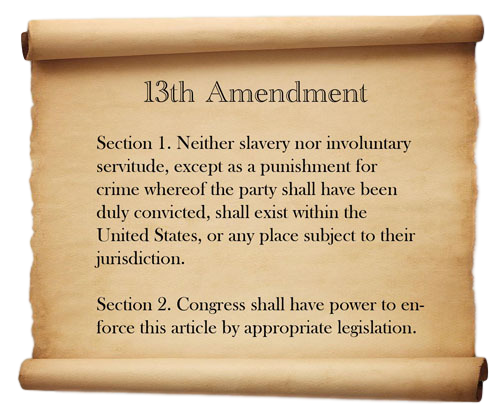 13th Amendment
Section 1. Neither slavery nor involuntary
servitude, except as a punishment for
crime whereof the party shall have been
duly convicted, shall exist within the
United States, or any place subject to their
jurisdiction.
Section 2. Congress shall have power to en-
force this article by appropriate legislation.